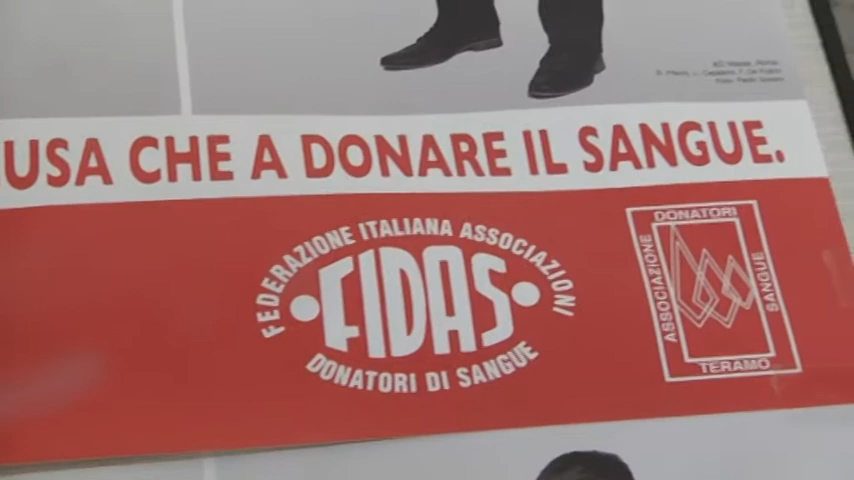 USA CHE A DONARE IL SANGUE.
FEDERAZIONE ITALIANA ASSOCIAZIONI
FIDAS
DONATORI DI SANGUE
DONATORI
ASSOCIAZIONE
SANGUE
TERAMO